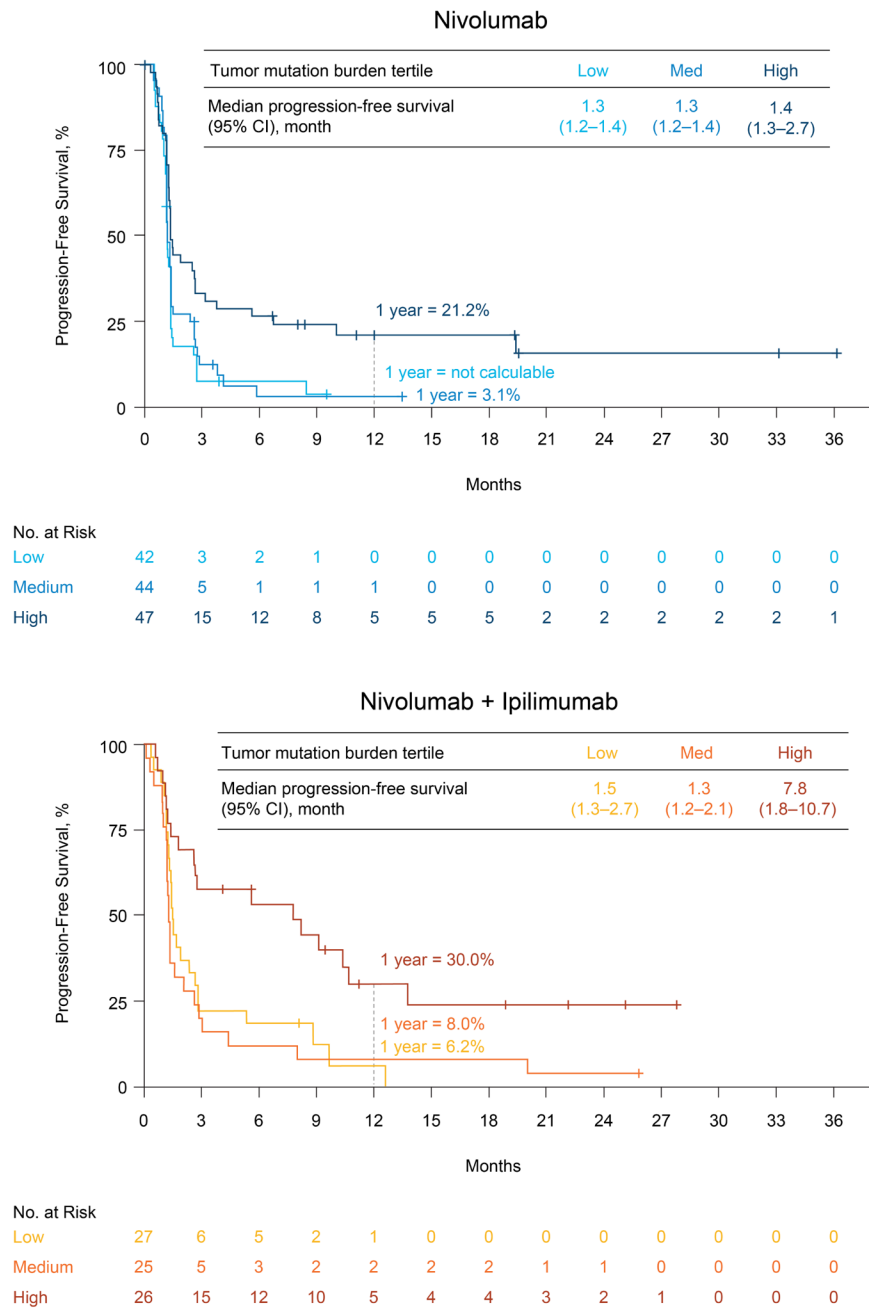 Nivolumab
Tumor mutation burden tertile Low Med High
Median progression-free survival 1.3 1.3 1.4
(95% CI), month (1.2–1.4) (1.2–1.4) (1.3–2.7)
Progression-Free Survival, %
100
75
50
25
0
1 year = 21.2%
1 year = not calculable
1 year = 3.1%
0 3 6 9 12 15 18 21 24 27 30 33 36
Months
No. at Risk
Low 42 3 2 1 0 0 0 0 0 0 0 0 0
Medium 44 5 1 1 1 0 0 0 0 0 0 0 0
High 47 15 12 8 5 5 5 2 2 2 2 2 1
Nivolumab + Ipilimumab
Tumor mutation burden tertile Low Med High
Median progression-free survival 1.5 1.3 7.8
(95% CI), month (1.3–2.7) (1.2–2.1) (1.8–10.7)
Progression-Free Survival, %
100
75
50
25
0
1 year = 30.0%
1 year = 8.0%
1 year = 6.2%
0 3 6 9 12 15 18 21 24 27 30 33 36
Months
No. at Risk
Low 27 6 5 2 1 0 0 0 0 0 0 0 0
Medium 25 5 3 2 2 2 2 1 1 0 0 0 0
High 26 15 12 10 5 4 4 3 2 1 0 0 0